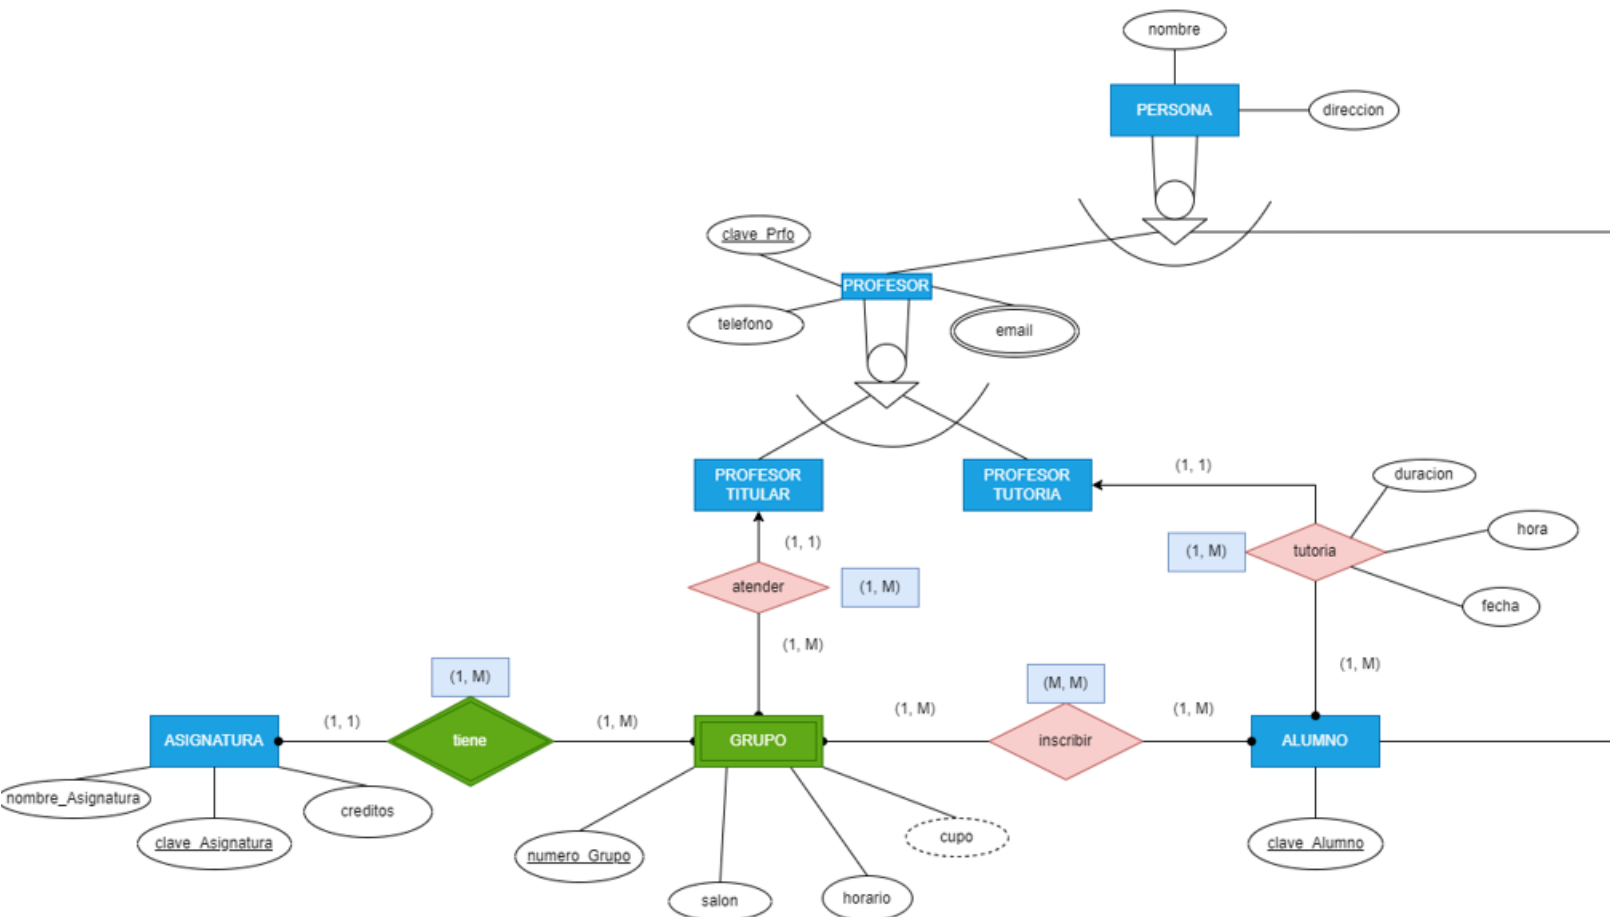 nombre
PERSONA
direccion
clave_Prfo
PROFESOR
telefono
email
PROFESOR
TITULAR
PROFESOR
TUTORIA
(1, 1)
duracion
hora
(1, 1)
(1, M)
tutoria
atender
(1, M)
fecha
(1, M)
(1, M)
(1, M)
(M, M)
(1, 1)
(1, M)
(1, M)
(1, M)
ASIGNATURA
tiene
GRUPO
inscribir
ALUMNO
nombre_Asignatura
creditos
clave_Asignatura
numero_Grupo
cupo
clave_Alumno
salon
horario